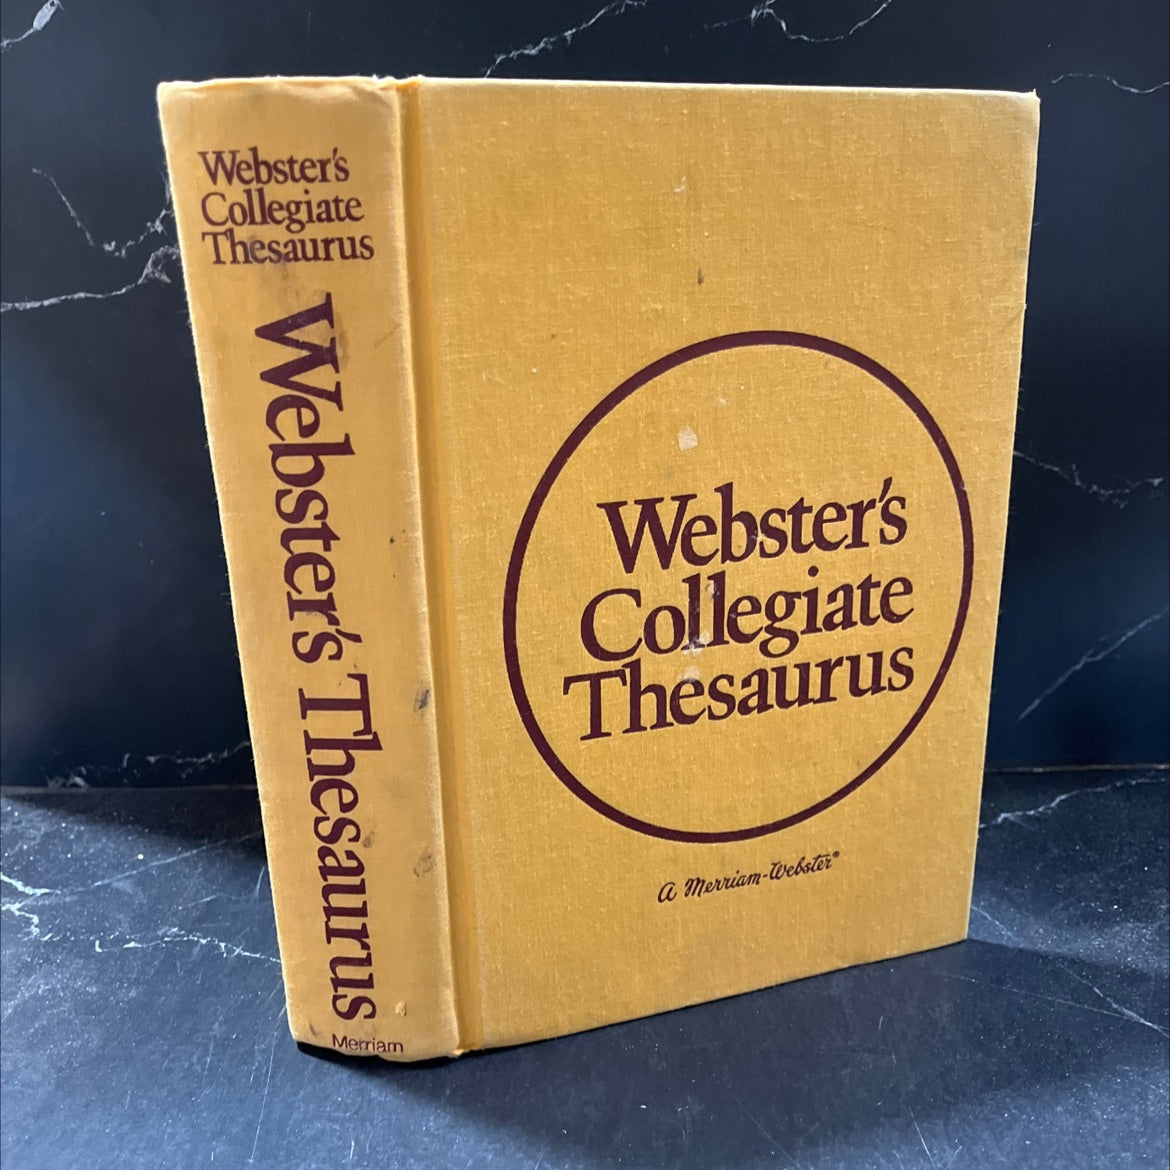 Webster's
Collegiate
Thesaurus
Webster's Thesaurus
Merriam
Webster's
Collegiate
Thesaurus
A Merriam-Webster®